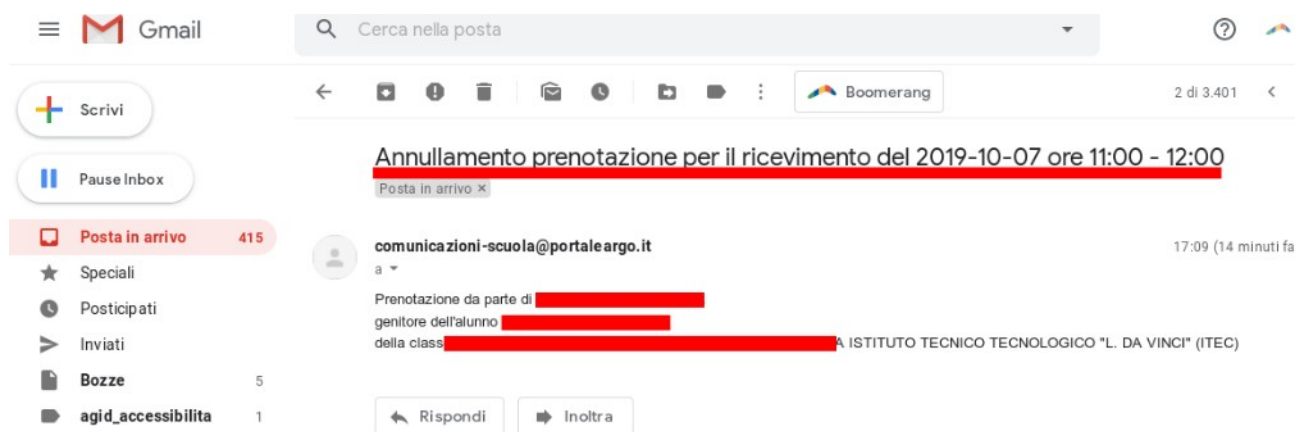 Gmail
Cerca nella posta
Scrivi
Boomerang
2 di 3.401
Annullamento prenotazione per il ricevimento del 2019-10-07 ore 11:00 - 12:00
Pause Inbox
Posta in arrivo ×
Posta in arrivo 415
comunicazioni-scuola@portaleargo.it
17:09 (14 minuti fa
a
Speciali
Prenotazione da parte di
Posticipati
genitore dell'alunno
Inviati
della class A ISTITUTO TECNICO TECNOLOGICO "L. DA VINCI" (ITEC)
Bozze 5
agid_accessibilita 1
Rispondi
Inoltra